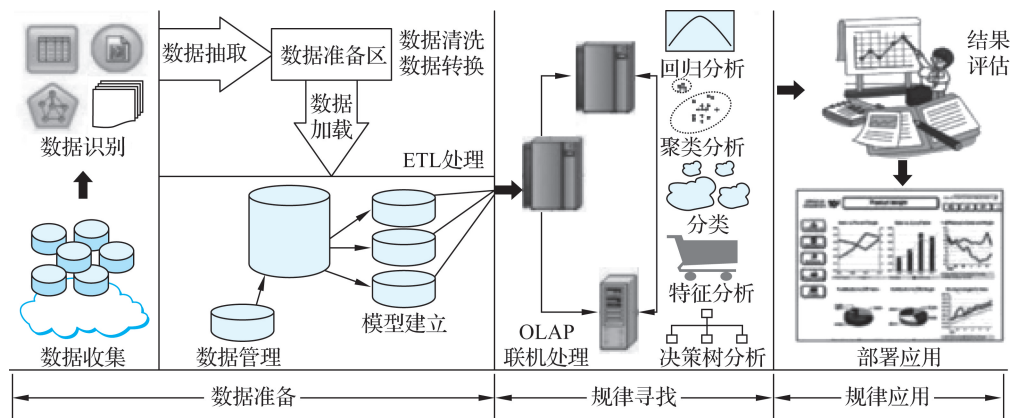 数据抽取
数据准备区
数据清洗
数据转换
数据
加载
ETL处理
数据识别
数据收集
数据管理
模型建立
OLAP
联机处理
回归分析
聚类分析
分类
特征分析
决策树分析
结果
评估
部署应用
数据准备
规律寻找
规律应用